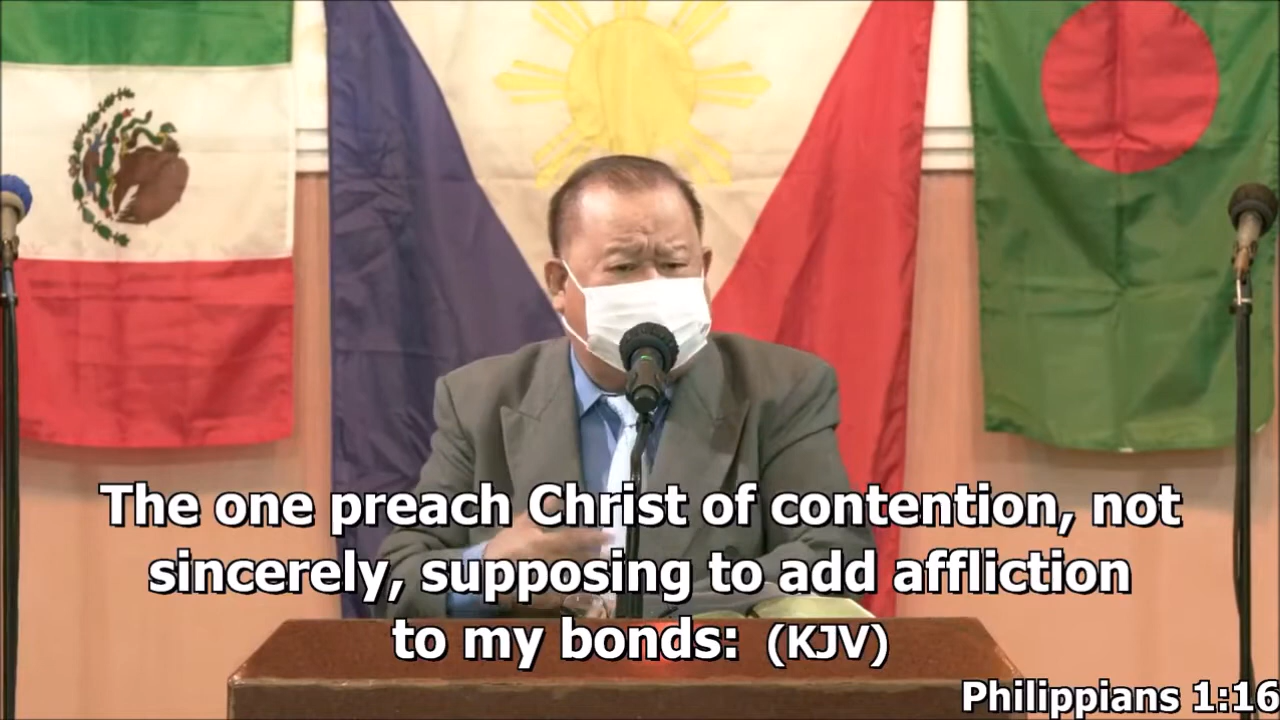 The one preach Christ of contention, not
sincerely, supposing to add affliction
to my bonds: (KJV)
Philippians 1:16